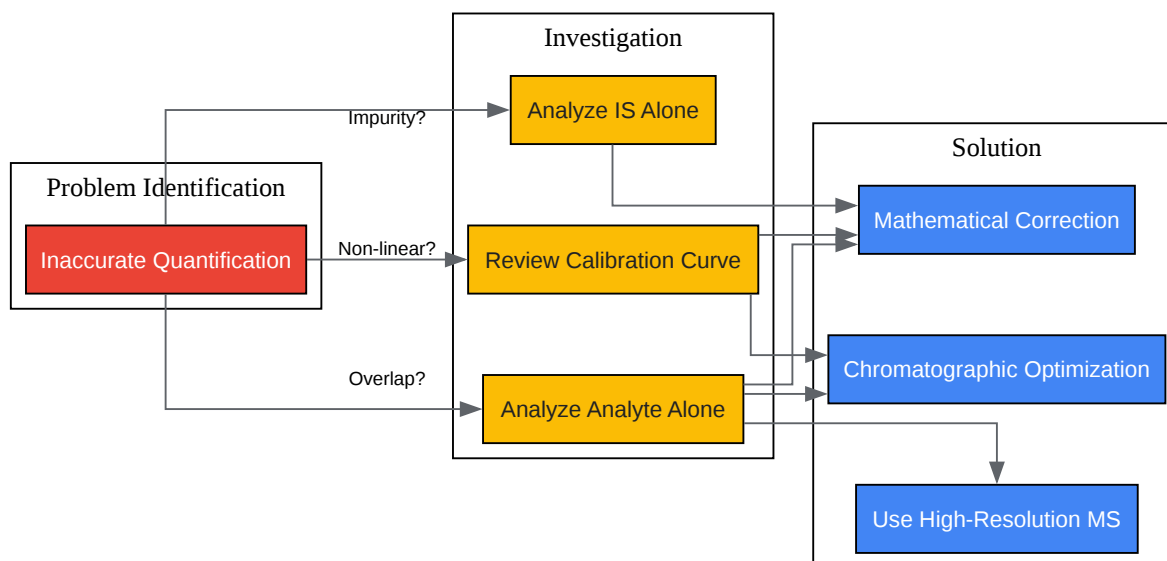 Problem Identification
Inaccurate Quantification
Impurity?
Non-linear?
Overlap?
Investigation
Analyze IS Alone
Review Calibration Curve
Analyze Analyte Alone
Solution
Mathematical Correction
Chromatographic Optimization
Use High-Resolution MS